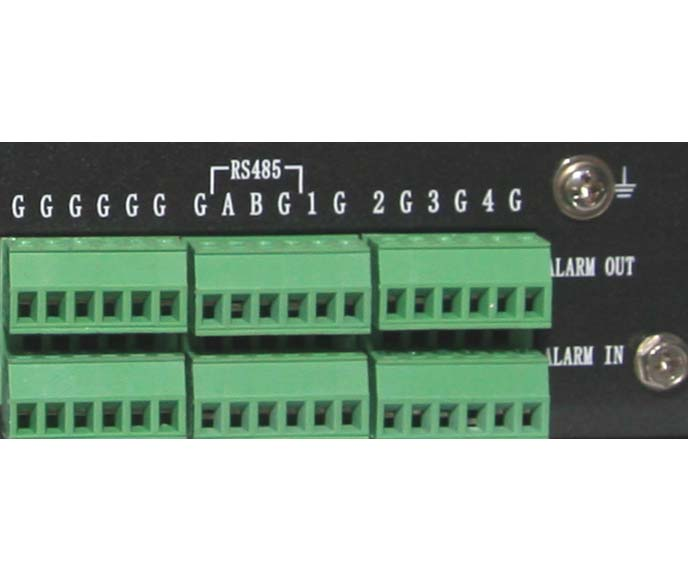 RS485
G G G G G G G A B G 1 G 2 G 3 G 4 G
ALARM OUT
ALARM IN